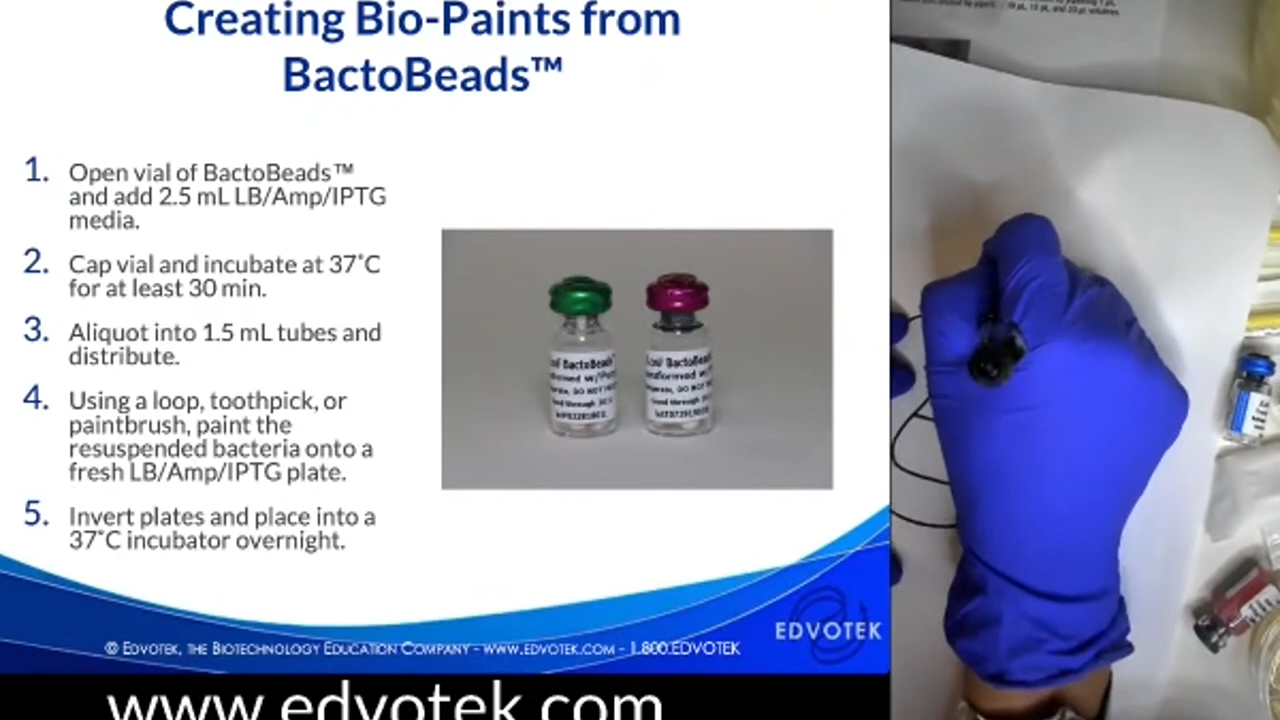 Creating Bio-Paints from
BactoBeads™
1. Open vial of BactoBeads™
and add 2.5 mL LB/Amp/IPTG
media.
2. Cap vial and incubate at 37˚C
for at least 30 min.
3. Aliquot into 1.5 mL tubes and
distribute.
4. Using a loop, toothpick, or
paintbrush, paint the
resuspended bacteria onto a
fresh LB/Amp/IPTG plate.
5. Invert plates and place into a
37˚C incubator overnight.
BactoBeads
BactoBeads
EDVOTEK
© EDVOTEK, THE BIOTECHNOLOGY EDUCATION COMPANY - WWW.EDVOTEK.COM - 1.800.EDVOTEK
www.edvotek.com